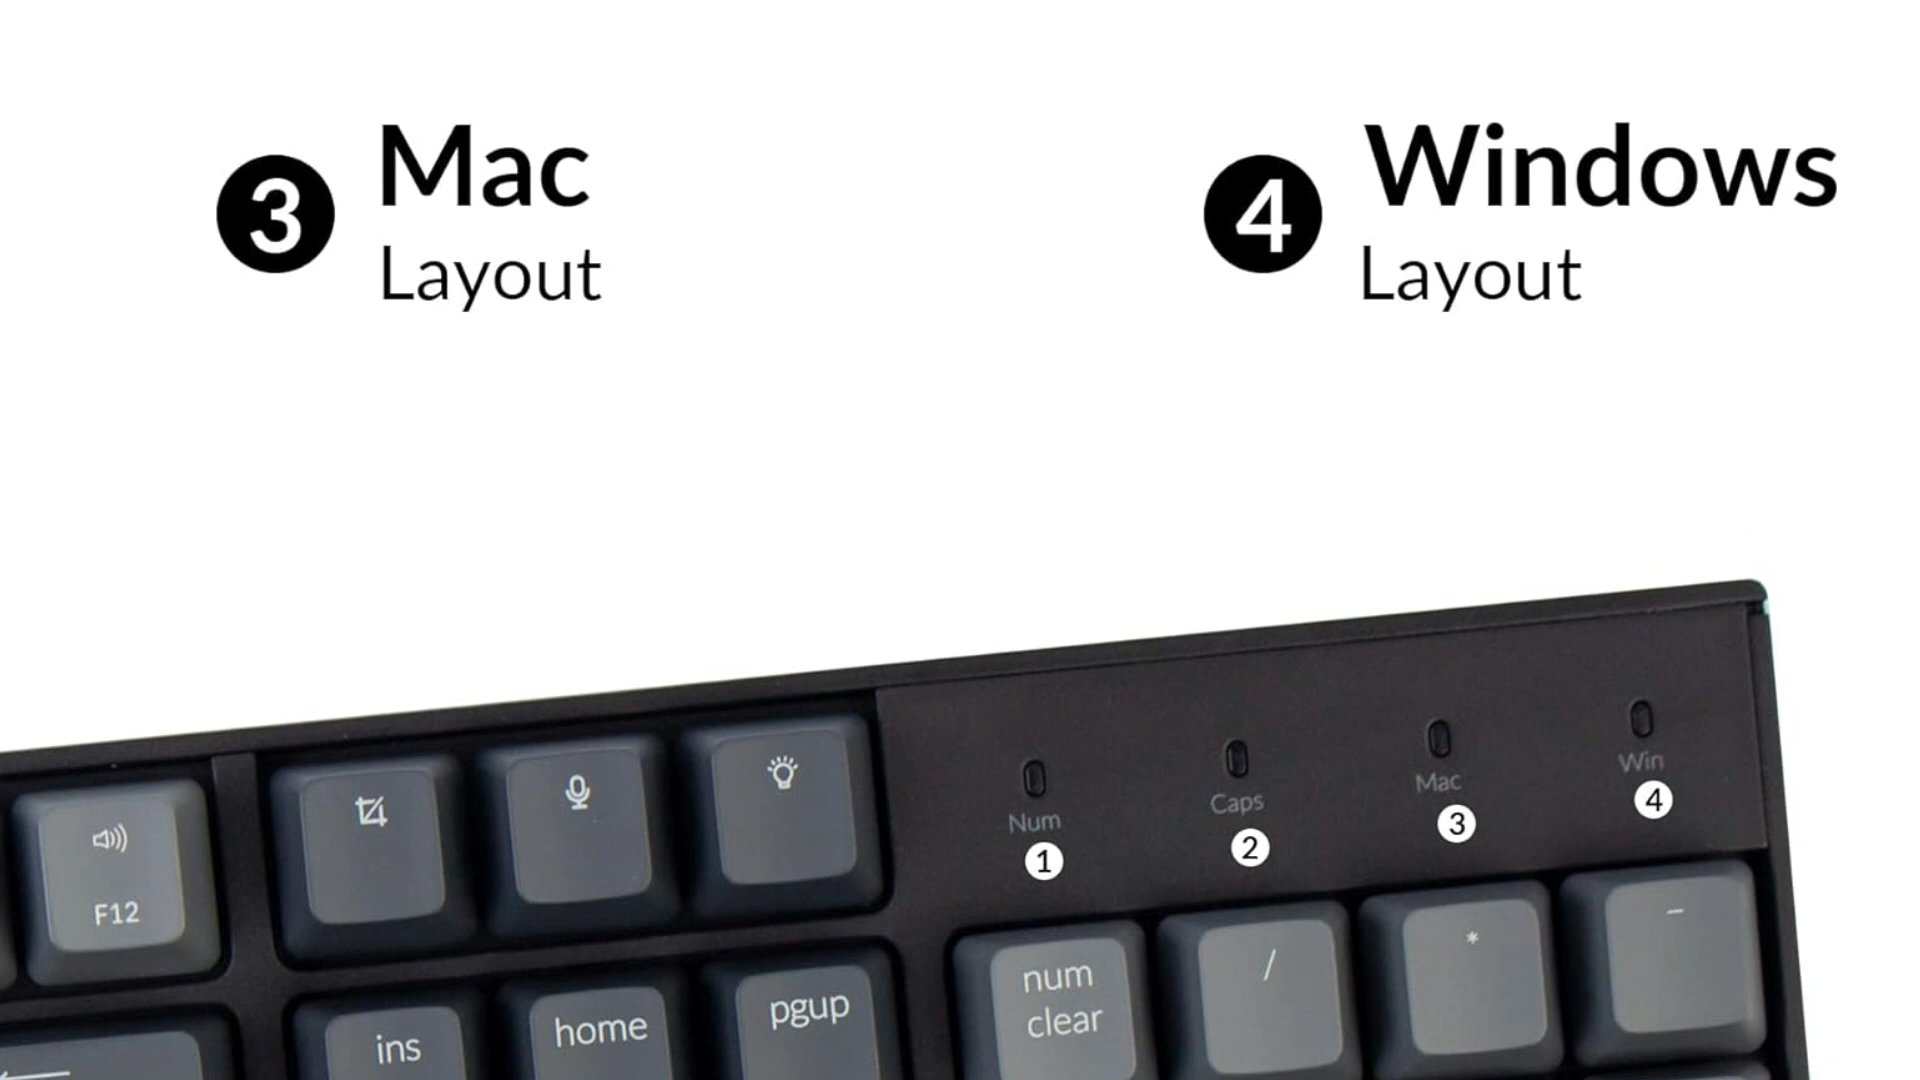 3 Mac
Layout
4 Windows
Layout
Num
Caps
Mac
Win
1
2
3
4
F12
num
clear
/
*
-
ins
home
pgup